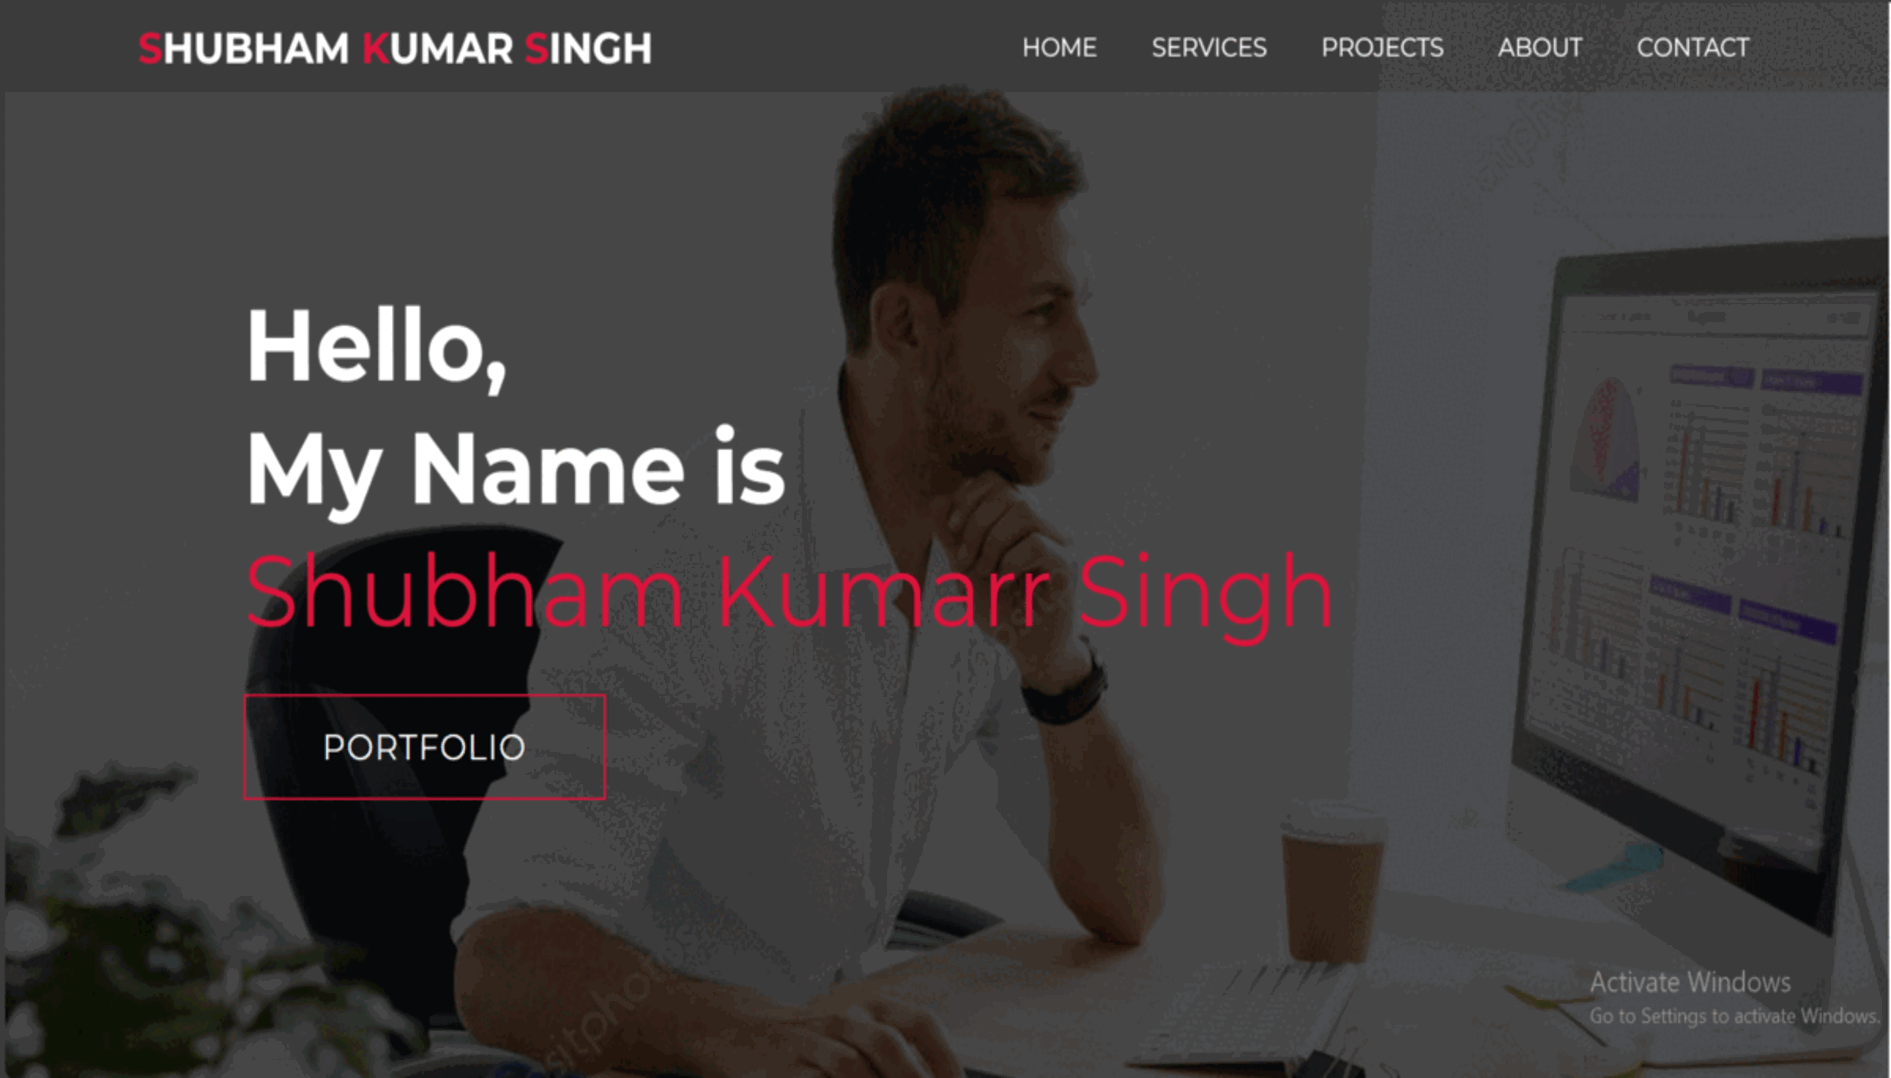 SHUBHAM KUMAR SINGH
HOME SERVICES PROJECTS ABOUT CONTACT
Hello,
My Name is
Shubham Kumarr Singh
PORTFOLIO
Activate Windows
Go to Settings to activate Windows.